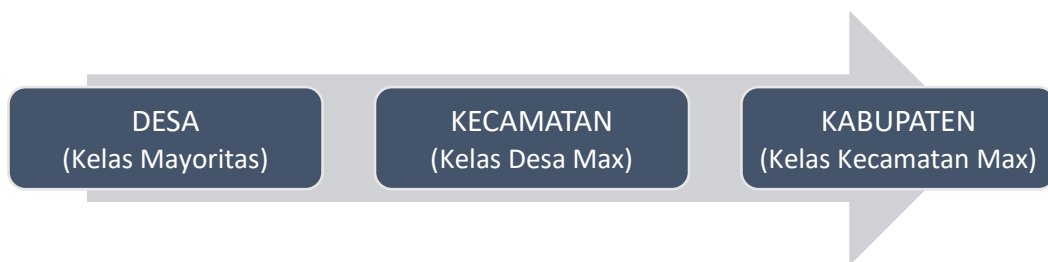 DESA
(Kelas Mayoritas)
KECAMATAN
(Kelas Desa Max)
KABUPATEN
(Kelas Kecamatan Max)